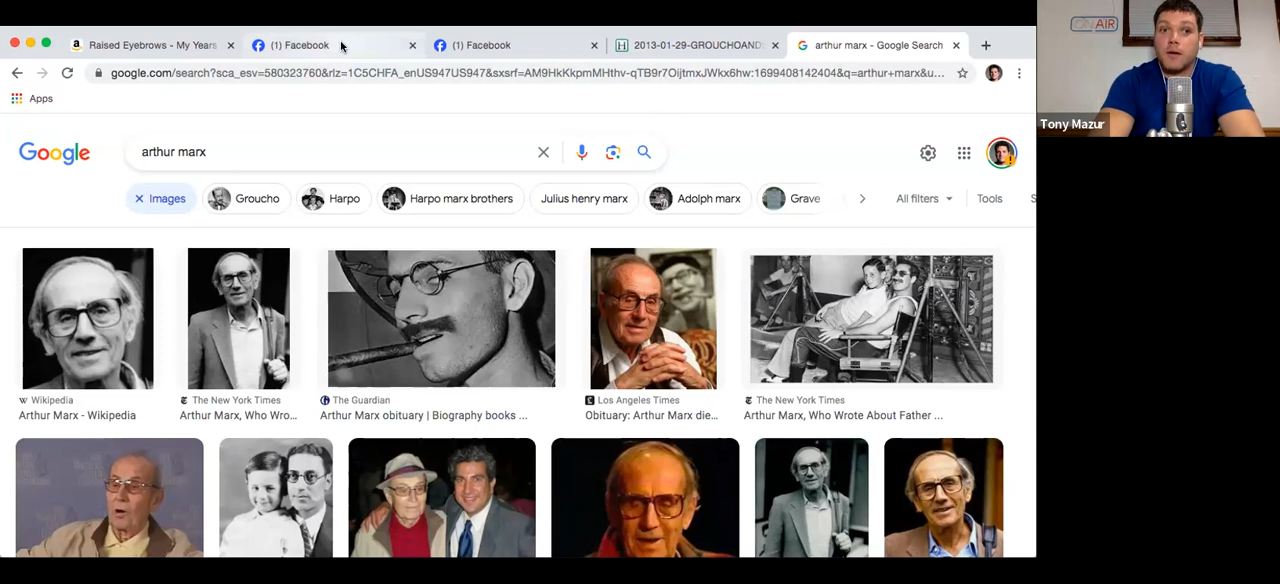 Raised Eyebrows - My Years
(1) Facebook
(1) Facebook
2013-01-29-GROUCHOAND
arthur marx - Google Search
google.com/search?sca_esv=580323760&rlz=1C5CHFA_enUS947US947&sxsrf=AM9HkKkpmMHthv-qTB9r7OijtmxJWkx6hw:1699408142404&q=arthur+marx&u...
Apps
Google
arthur marx
Images
Groucho
Harpo
Harpo marx brothers
Julius henry marx
Adolph marx
Grave
All filters
Tools
S
Wikipedia
Arthur Marx - Wikipedia
The New York Times
Arthur Marx, Who Wro...
The Guardian
Arthur Marx obituary | Biography books ...
Los Angeles Times
Obituary: Arthur Marx die...
The New York Times
Arthur Marx, Who Wrote About Father ...
ON AIR
Tony Mazur